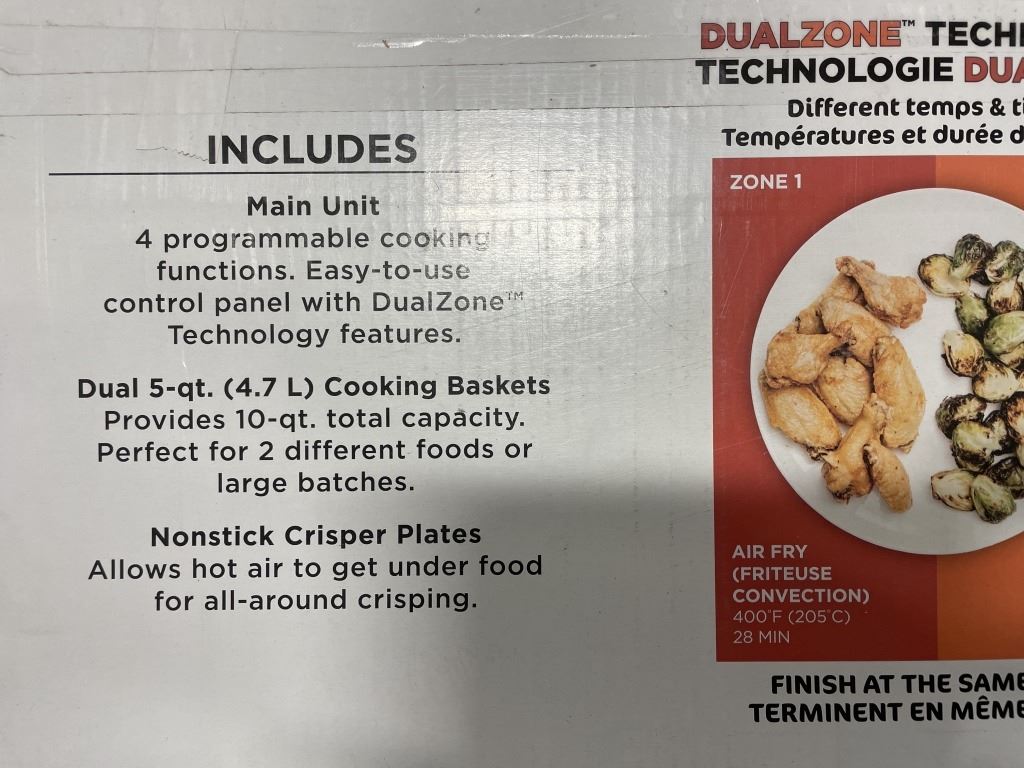 INCLUDES
Main Unit
4 programmable cooking
functions. Easy-to-use
control panel with DualZone™
Technology features.
Dual 5-qt. (4.7 L) Cooking Baskets
Provides 10-qt. total capacity.
Perfect for 2 different foods or
large batches.
Nonstick Crisper Plates
Allows hot air to get under food
for all-around crisping.
DUALZONE™ TECH
TECHNOLOGIE DUA
Different temps & ti
Températures et durée d
ZONE 1
AIR FRY
(FRITEUSE
CONVECTION)
400°F (205°C)
28 MIN
FINISH AT THE SAME
TERMINENT EN MÊME